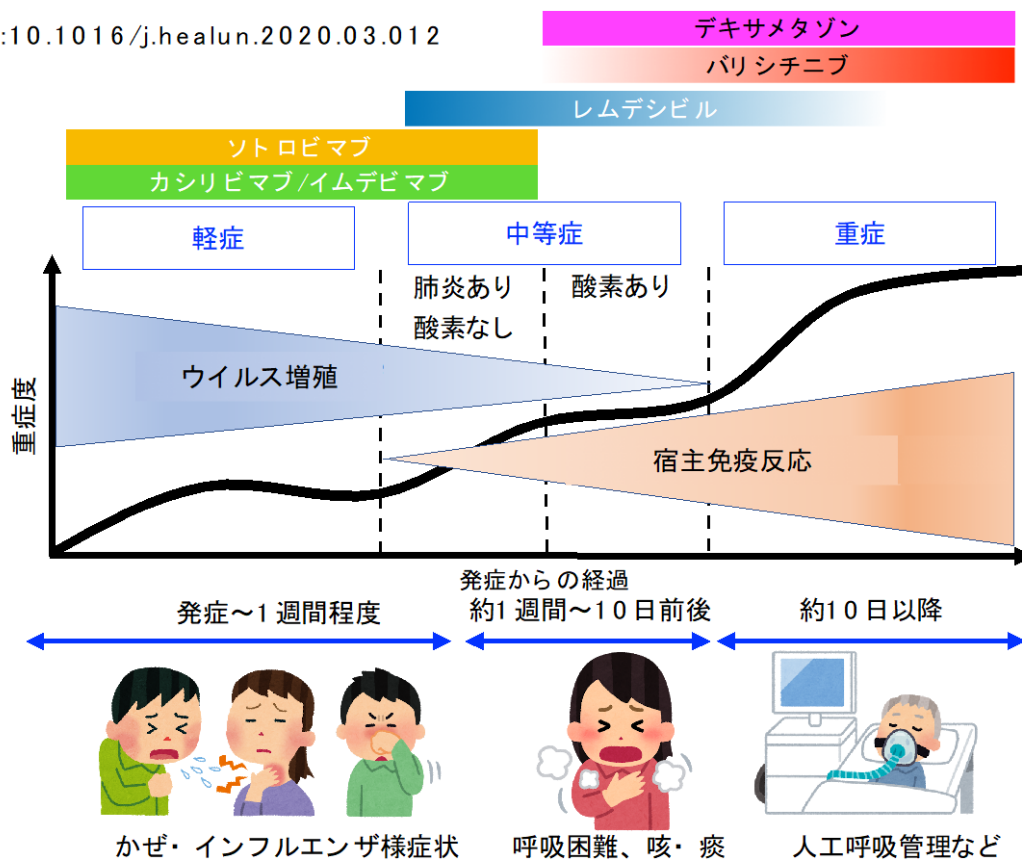 :10.1016/j.healun.2020.03.012
デキサメタゾン
バリシチニブ
レムデシビル
ソトロビマブ
カシリビマブ/イムデビマブ
軽症
中等症
重症
肺炎あり
酸素なし
酸素あり
ウイルス増殖
重症度
宿主免疫反応
発症からの経過
発症～1週間程度
約1週間～10日前後
約10日以降
かぜ・インフルエンザ様症状
呼吸困難、咳・痰
人工呼吸管理など